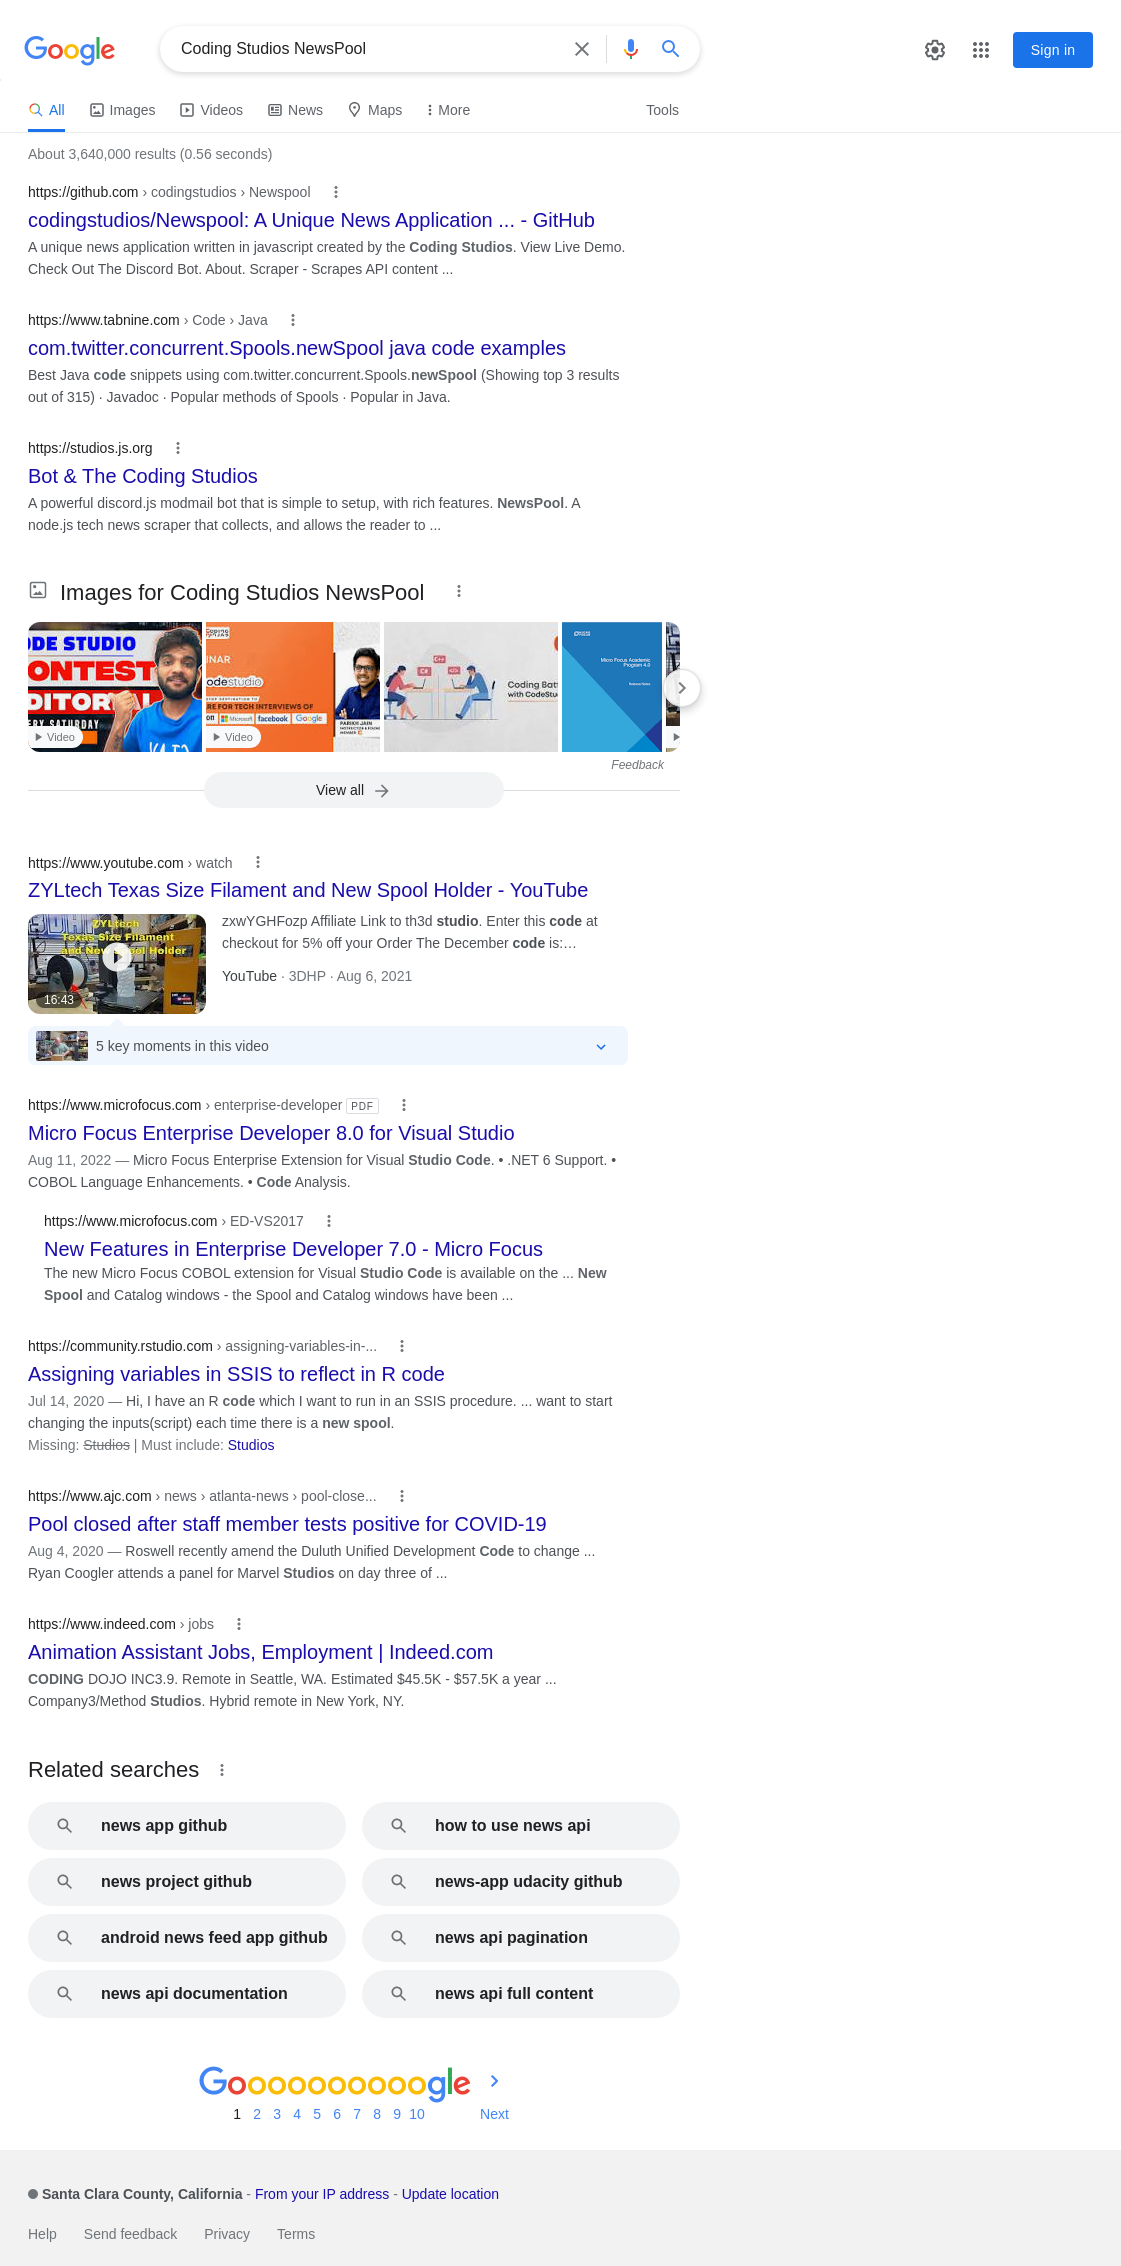 Google
Coding Studios NewsPool
Sign in
All
Images
Videos
News
Maps
More
Tools
About 3,640,000 results (0.56 seconds)
https://github.com › codingstudios › Newspool
codingstudios/Newspool: A Unique News Application ... - GitHub
A unique news application written in javascript created by the Coding Studios. View Live Demo.
Check Out The Discord Bot. About. Scraper - Scrapes API content ...
https://www.tabnine.com › Code › Java
com.twitter.concurrent.Spools.newSpool java code examples
Best Java code snippets using com.twitter.concurrent.Spools.newSpool (Showing top 3 results
out of 315) · Javadoc · Popular methods of Spools · Popular in Java.
https://studios.js.org
Bot & The Coding Studios
A powerful discord.js modmail bot that is simple to setup, with rich features. NewsPool. A
node.js tech news scraper that collects, and allows the reader to ...
Images for Coding Studios NewsPool
ODE STUDIO
ONTEST
DITORIAL
RY SATURDAY
Video
Coding
INAR
codestudio
RE FOR TECH INTERVIEWS OF
Microsoft
facebook
Google
PARIKH JAIN
Video
C#
C++
</>
Coding Batt
with CodeStud
Micro Focus Academic
Program 4.0
Release Notes
Feedback
View all
https://www.youtube.com › watch
ZYLtech Texas Size Filament and New Spool Holder - YouTube
ZYLtech
Texas Size Filament
and New Spool Holder
16:43
zxwYGHFozp Affiliate Link to th3d studio. Enter this code at
checkout for 5% off your Order The December code is:…
YouTube · 3DHP · Aug 6, 2021
5 key moments in this video
https://www.microfocus.com › enterprise-developer PDF
Micro Focus Enterprise Developer 8.0 for Visual Studio
Aug 11, 2022 — Micro Focus Enterprise Extension for Visual Studio Code. • .NET 6 Support. •
COBOL Language Enhancements. • Code Analysis.
https://www.microfocus.com › ED-VS2017
New Features in Enterprise Developer 7.0 - Micro Focus
The new Micro Focus COBOL extension for Visual Studio Code is available on the ... New
Spool and Catalog windows - the Spool and Catalog windows have been ...
https://community.rstudio.com › assigning-variables-in-...
Assigning variables in SSIS to reflect in R code
Jul 14, 2020 — Hi, I have an R code which I want to run in an SSIS procedure. ... want to start
changing the inputs(script) each time there is a new spool.
Missing: Studios | Must include: Studios
https://www.ajc.com › news › atlanta-news › pool-close...
Pool closed after staff member tests positive for COVID-19
Aug 4, 2020 — Roswell recently amend the Duluth Unified Development Code to change ...
Ryan Coogler attends a panel for Marvel Studios on day three of ...
https://www.indeed.com › jobs
Animation Assistant Jobs, Employment | Indeed.com
CODING DOJO INC3.9. Remote in Seattle, WA. Estimated $45.5K - $57.5K a year ...
Company3/Method Studios. Hybrid remote in New York, NY.
Related searches
news app github
how to use news api
news project github
news-app udacity github
android news feed app github
news api pagination
news api documentation
news api full content
Goooooooooogle
1 2 3 4 5 6 7 8 9 10 Next
Santa Clara County, California - From your IP address - Update location
Help
Send feedback
Privacy
Terms